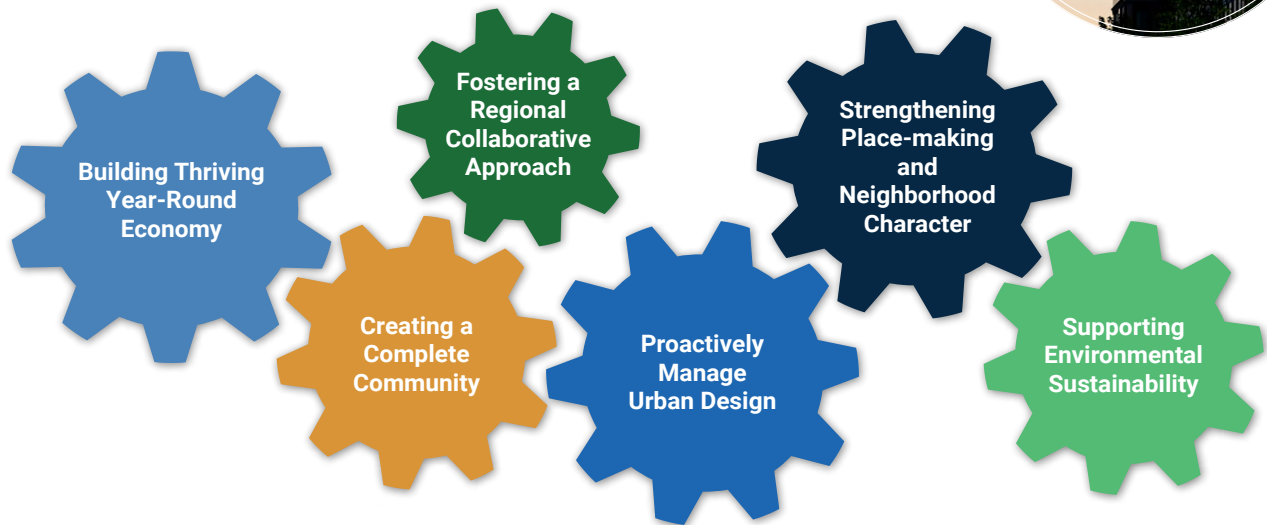 Building Thriving
Year-Round
Economy
Fostering a
Regional
Collaborative
Approach
Strengthening
Place-making
and
Neighborhood
Character
Creating a
Complete
Community
Proactively
Manage
Urban Design
Supporting
Environmental
Sustainability